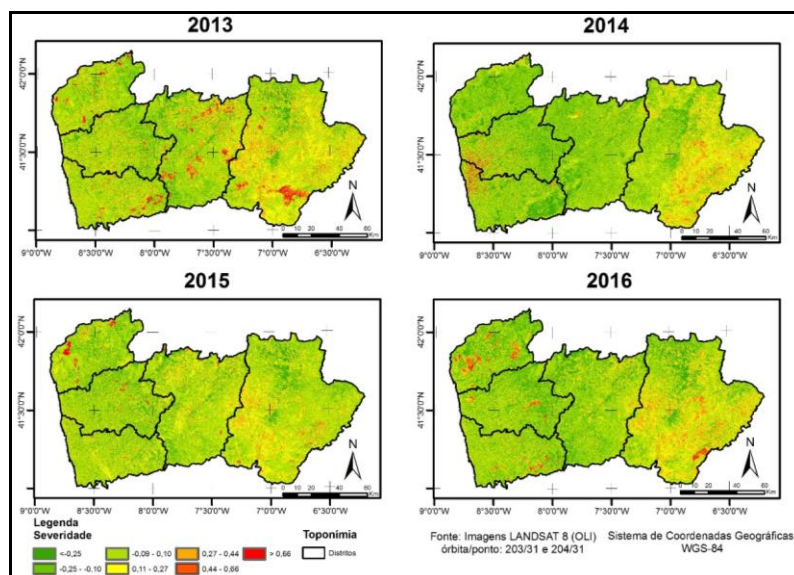 2013
2014
42°0'0"N
41°30'0"N
N
0 10 20 40 60
Km
9°0'0"W 8°30'0"W 8°0'0"W 7°30'0"W 7°0'0"W 6°30'0"W
42°0'0"N
41°30'0"N
N
0 10 20 40 60
Km
9°0'0"W 8°30'0"W 8°0'0"W 7°30'0"W 7°0'0"W 6°30'0"W
2015
2016
42°0'0"N
41°30'0"N
N
0 10 20 40 60
Km
9°0'0"W 8°30'0"W 8°0'0"W 7°30'0"W 7°0'0"W 6°30'0"W
42°0'0"N
41°30'0"N
N
0 10 20 40 60
Km
9°0'0"W 8°30'0"W 8°0'0"W 7°30'0"W 7°0'0"W 6°30'0"W
Legenda
Severidade
<-0,25
-0,25 - -0,10
-0,09 - 0,10
0,11 - 0,27
0,27 - 0,44
0,44 - 0,66
> 0,66
Toponímia
Distritos
Fonte: Imagens LANDSAT 8 (OLI)
órbita/ponto: 203/31 e 204/31
Sistema de Coordenadas Geográficas
WGS-84